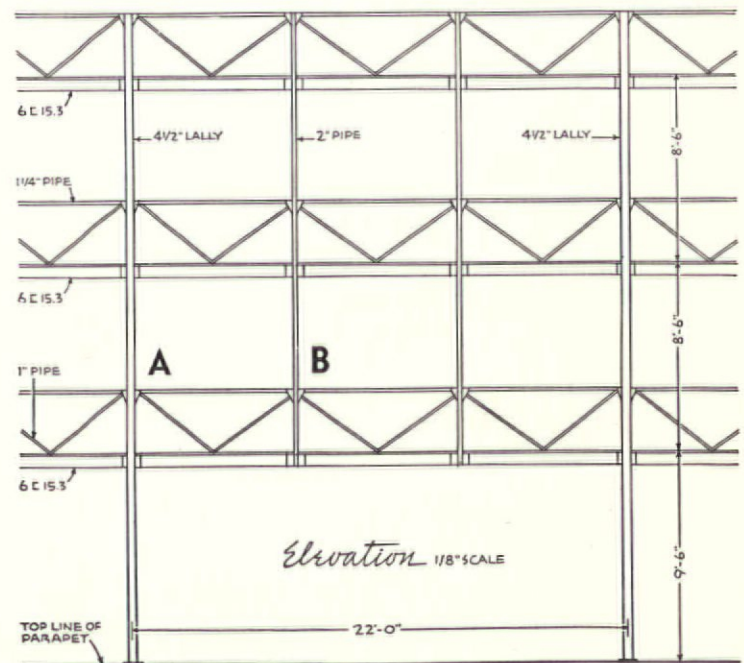 6 [ 15.3
4 1/2" LALLY
2" PIPE
4 1/2" LALLY
8'-6"
1 1/4" PIPE
6 [ 15.3
8'-6"
A
B
1" PIPE
6 [ 15.3
Elevation 1/8" SCALE
9'-6"
TOP LINE OF
PARAPET
22'-0"